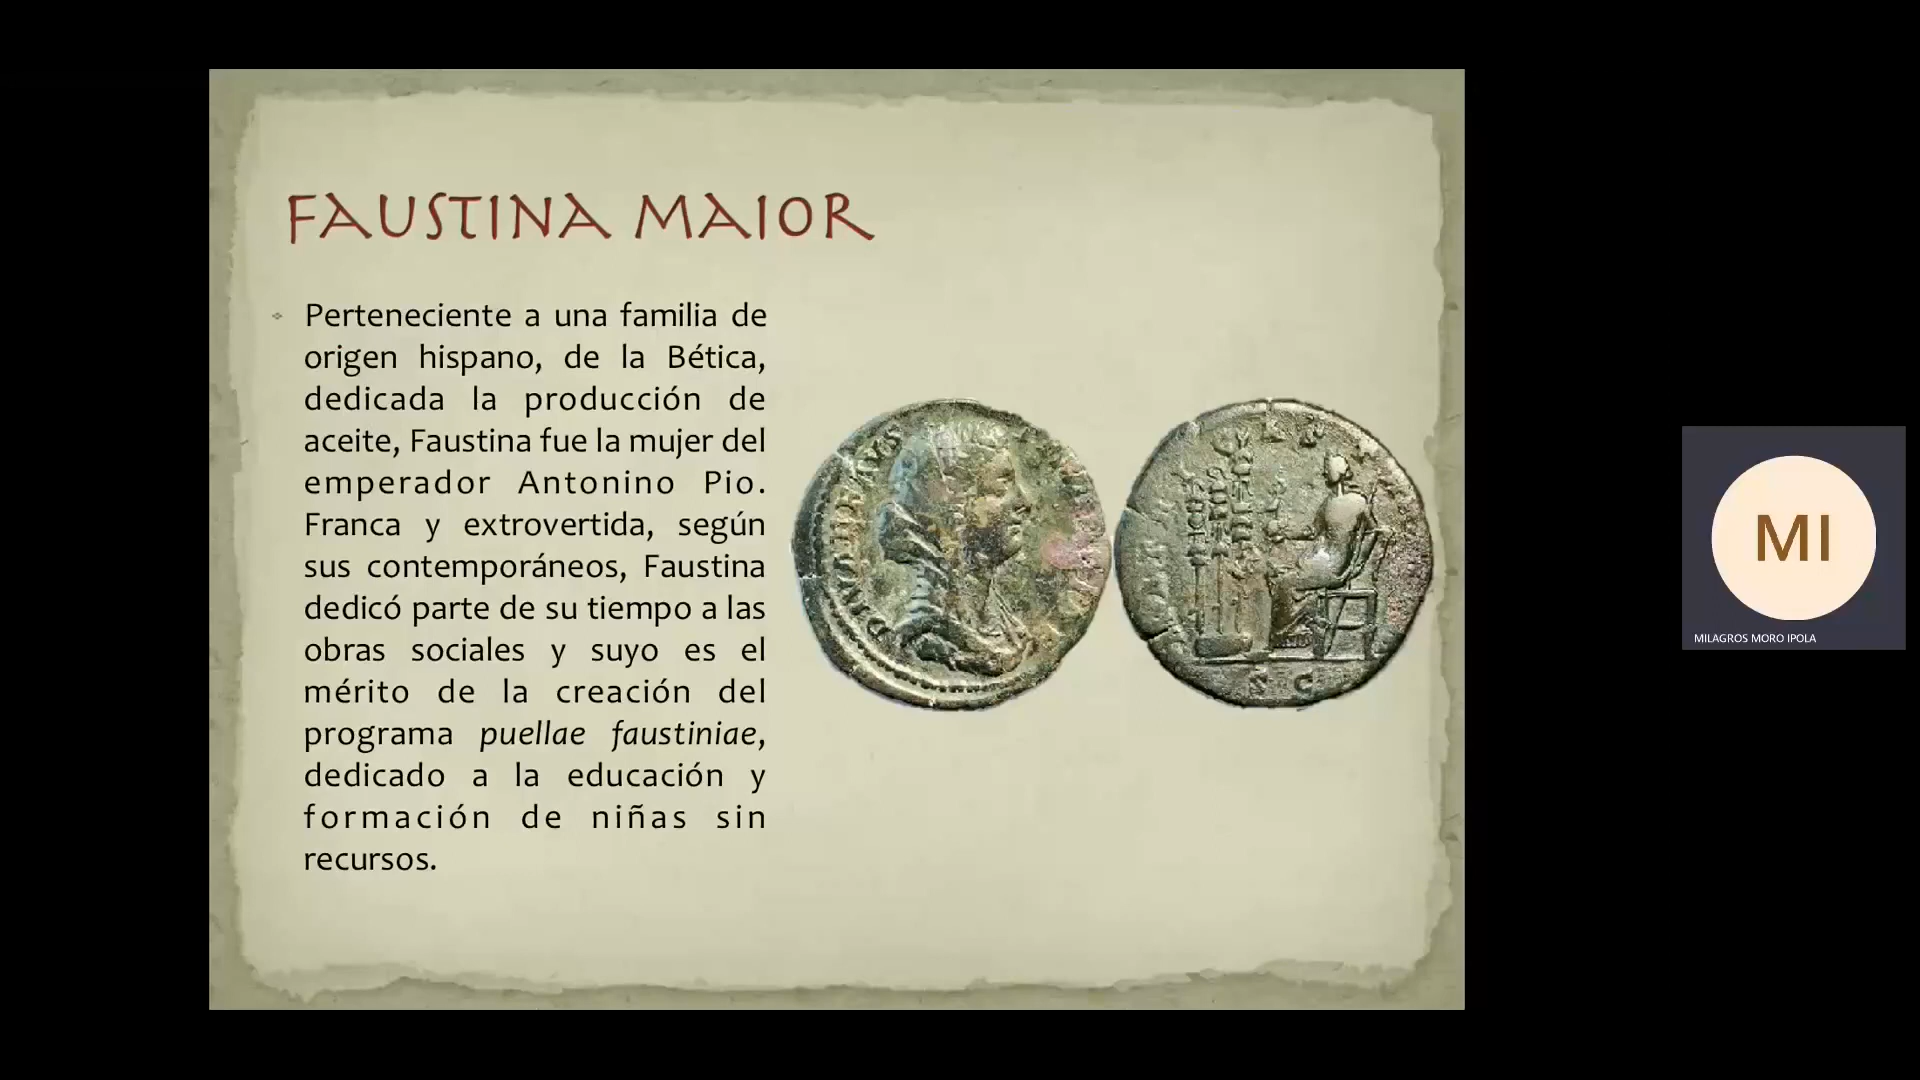 FAUSTINA MAIOR
Perteneciente a una familia de
origen hispano, de la Bética,
dedicada la producción de
aceite, Faustina fue la mujer del
emperador Antonino Pio.
Franca y extrovertida, según
sus contemporáneos, Faustina
dedicó parte de su tiempo a las
obras sociales y suyo es el
mérito de la creación del
programa puellae faustiniae,
dedicado a la educación y
formación de niñas sin
recursos.
S C
MI
MILAGROS MORO IPOLA